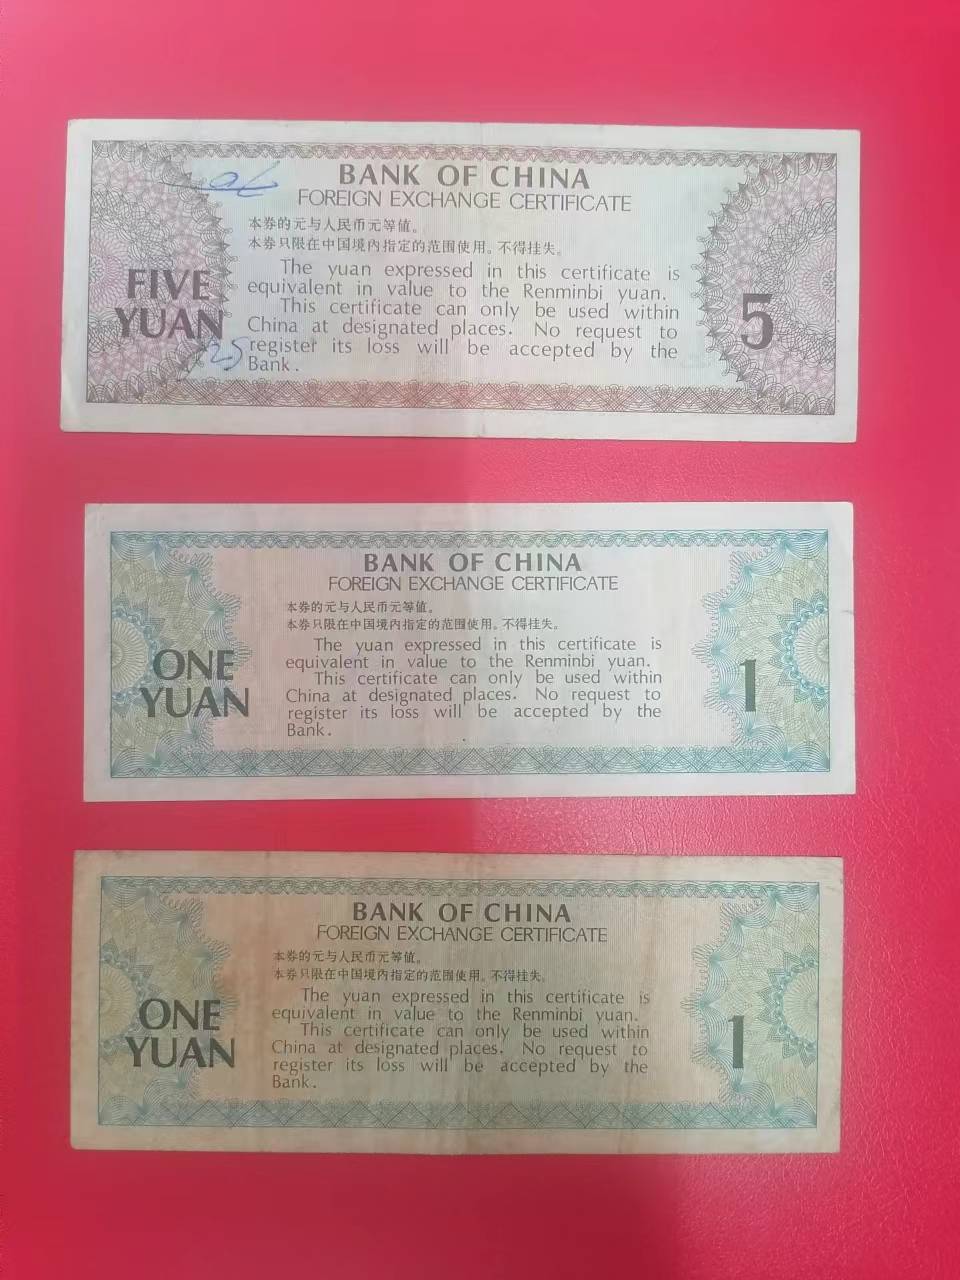 BANK OF CHINA
FOREIGN EXCHANGE CERTIFICATE
本券的元与人民币元等值。
本券只限在中国境内指定的范围使用。不得挂失。
The yuan expressed in this certificate is
equivalent in value to the Renminbi yuan.
This certificate can only be used within
China at designated places. No request to
register its loss will be accepted by the
Bank.
FIVE
YUAN
5
25
BANK OF CHINA
FOREIGN EXCHANGE CERTIFICATE
本券的元与人民币元等值。
本券只限在中国境内指定的范围使用。不得挂失。
The yuan expressed in this certificate is
equivalent in value to the Renminbi yuan.
This certificate can only be used within
China at designated places. No request to
register its loss will be accepted by the
Bank.
ONE
YUAN
1
BANK OF CHINA
FOREIGN EXCHANGE CERTIFICATE
本券的元与人民币元等值。
本券只限在中国境内指定的范围使用。不得挂失。
The yuan expressed in this certificate is
equivalent in value to the Renminbi yuan.
This certificate can only be used within
China at designated places. No request to
register its loss will be accepted by the
Bank.
ONE
YUAN
1